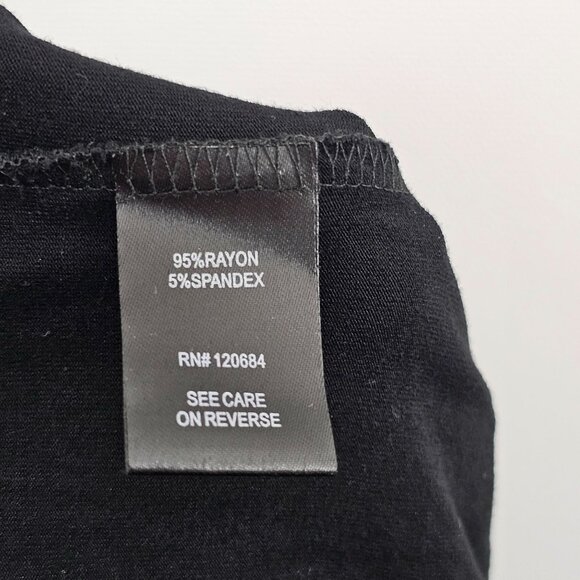 95%RAYON
5%SPANDEX
RN# 120684
SEE CARE
ON REVERSE